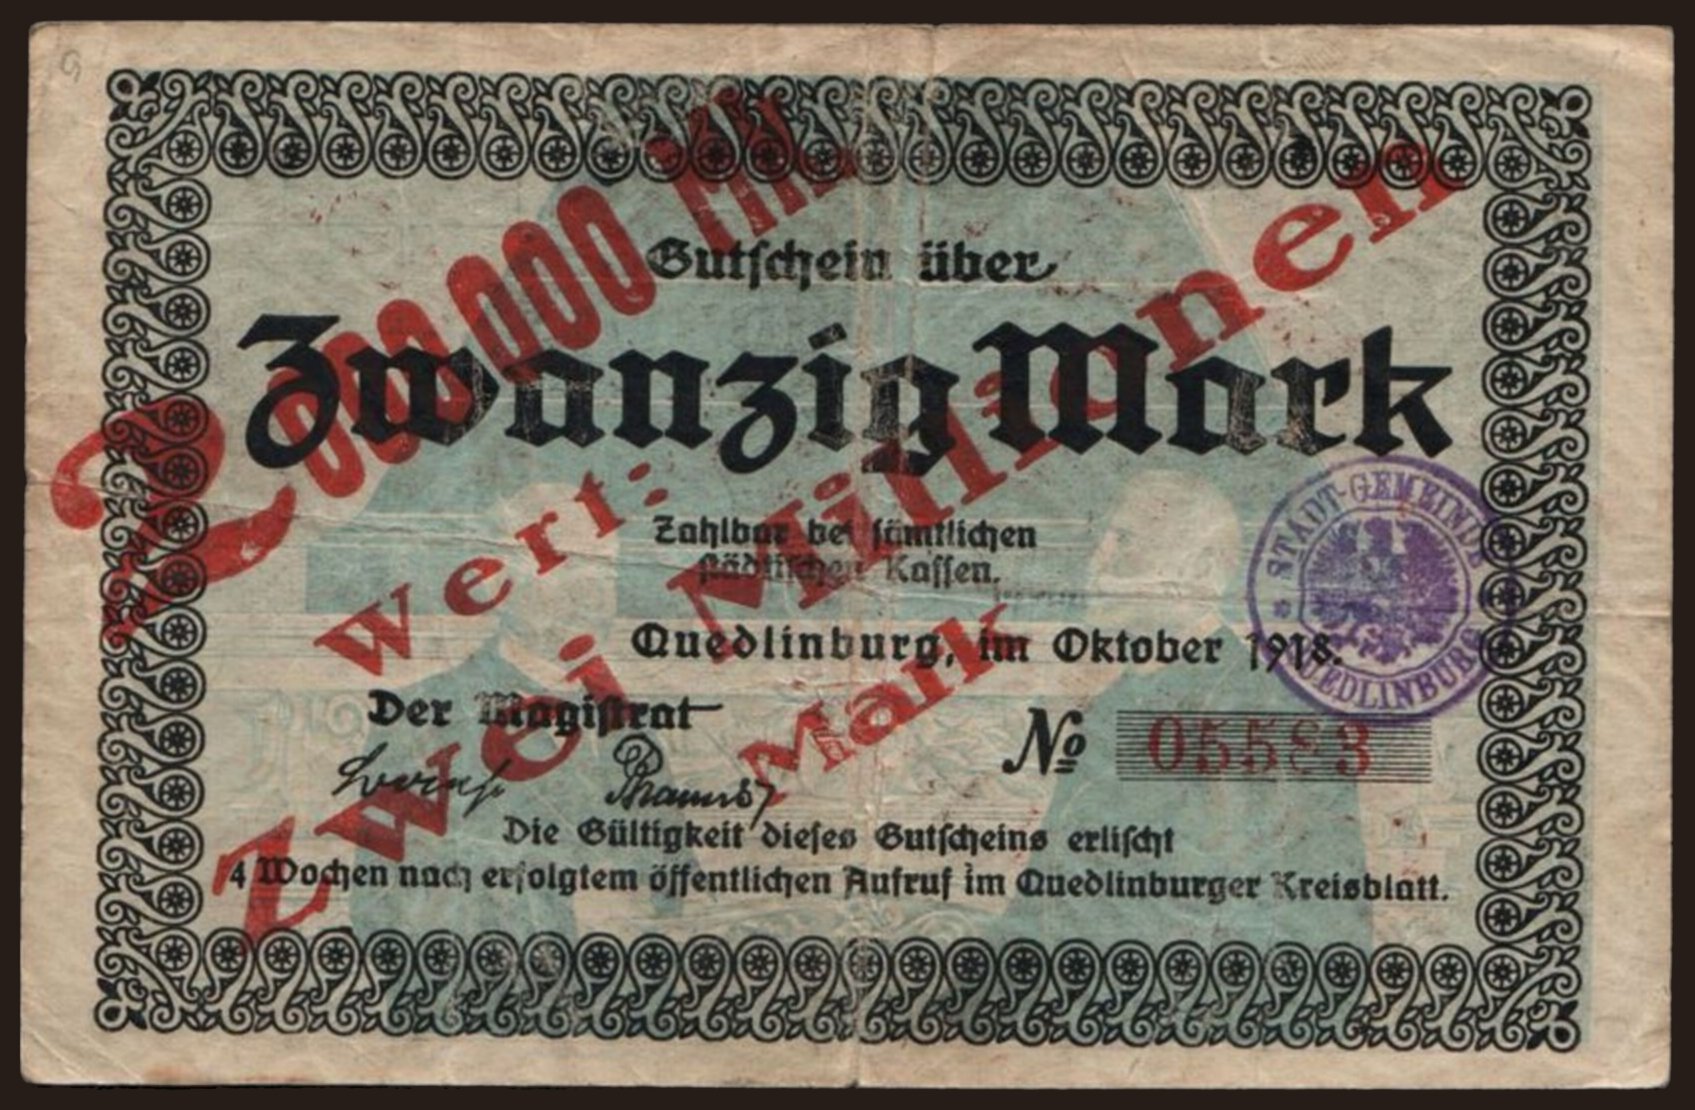 2000000 Mk.
Gutschein über
Zwanzig Mark
Wert:
Zwei Millionen
Mark
Zahlbar bei sämtlichen
städtischen Kassen.
Quedlinburg, im Oktober 1918.
STADT-GEMEINDE
* QUEDLINBURG
Der Magistrat
No 05583
Die Gültigkeit dieses Gutscheins erlischt
4 Wochen nach erfolgtem öffentlichen Aufruf im Quedlinburger Kreisblatt.